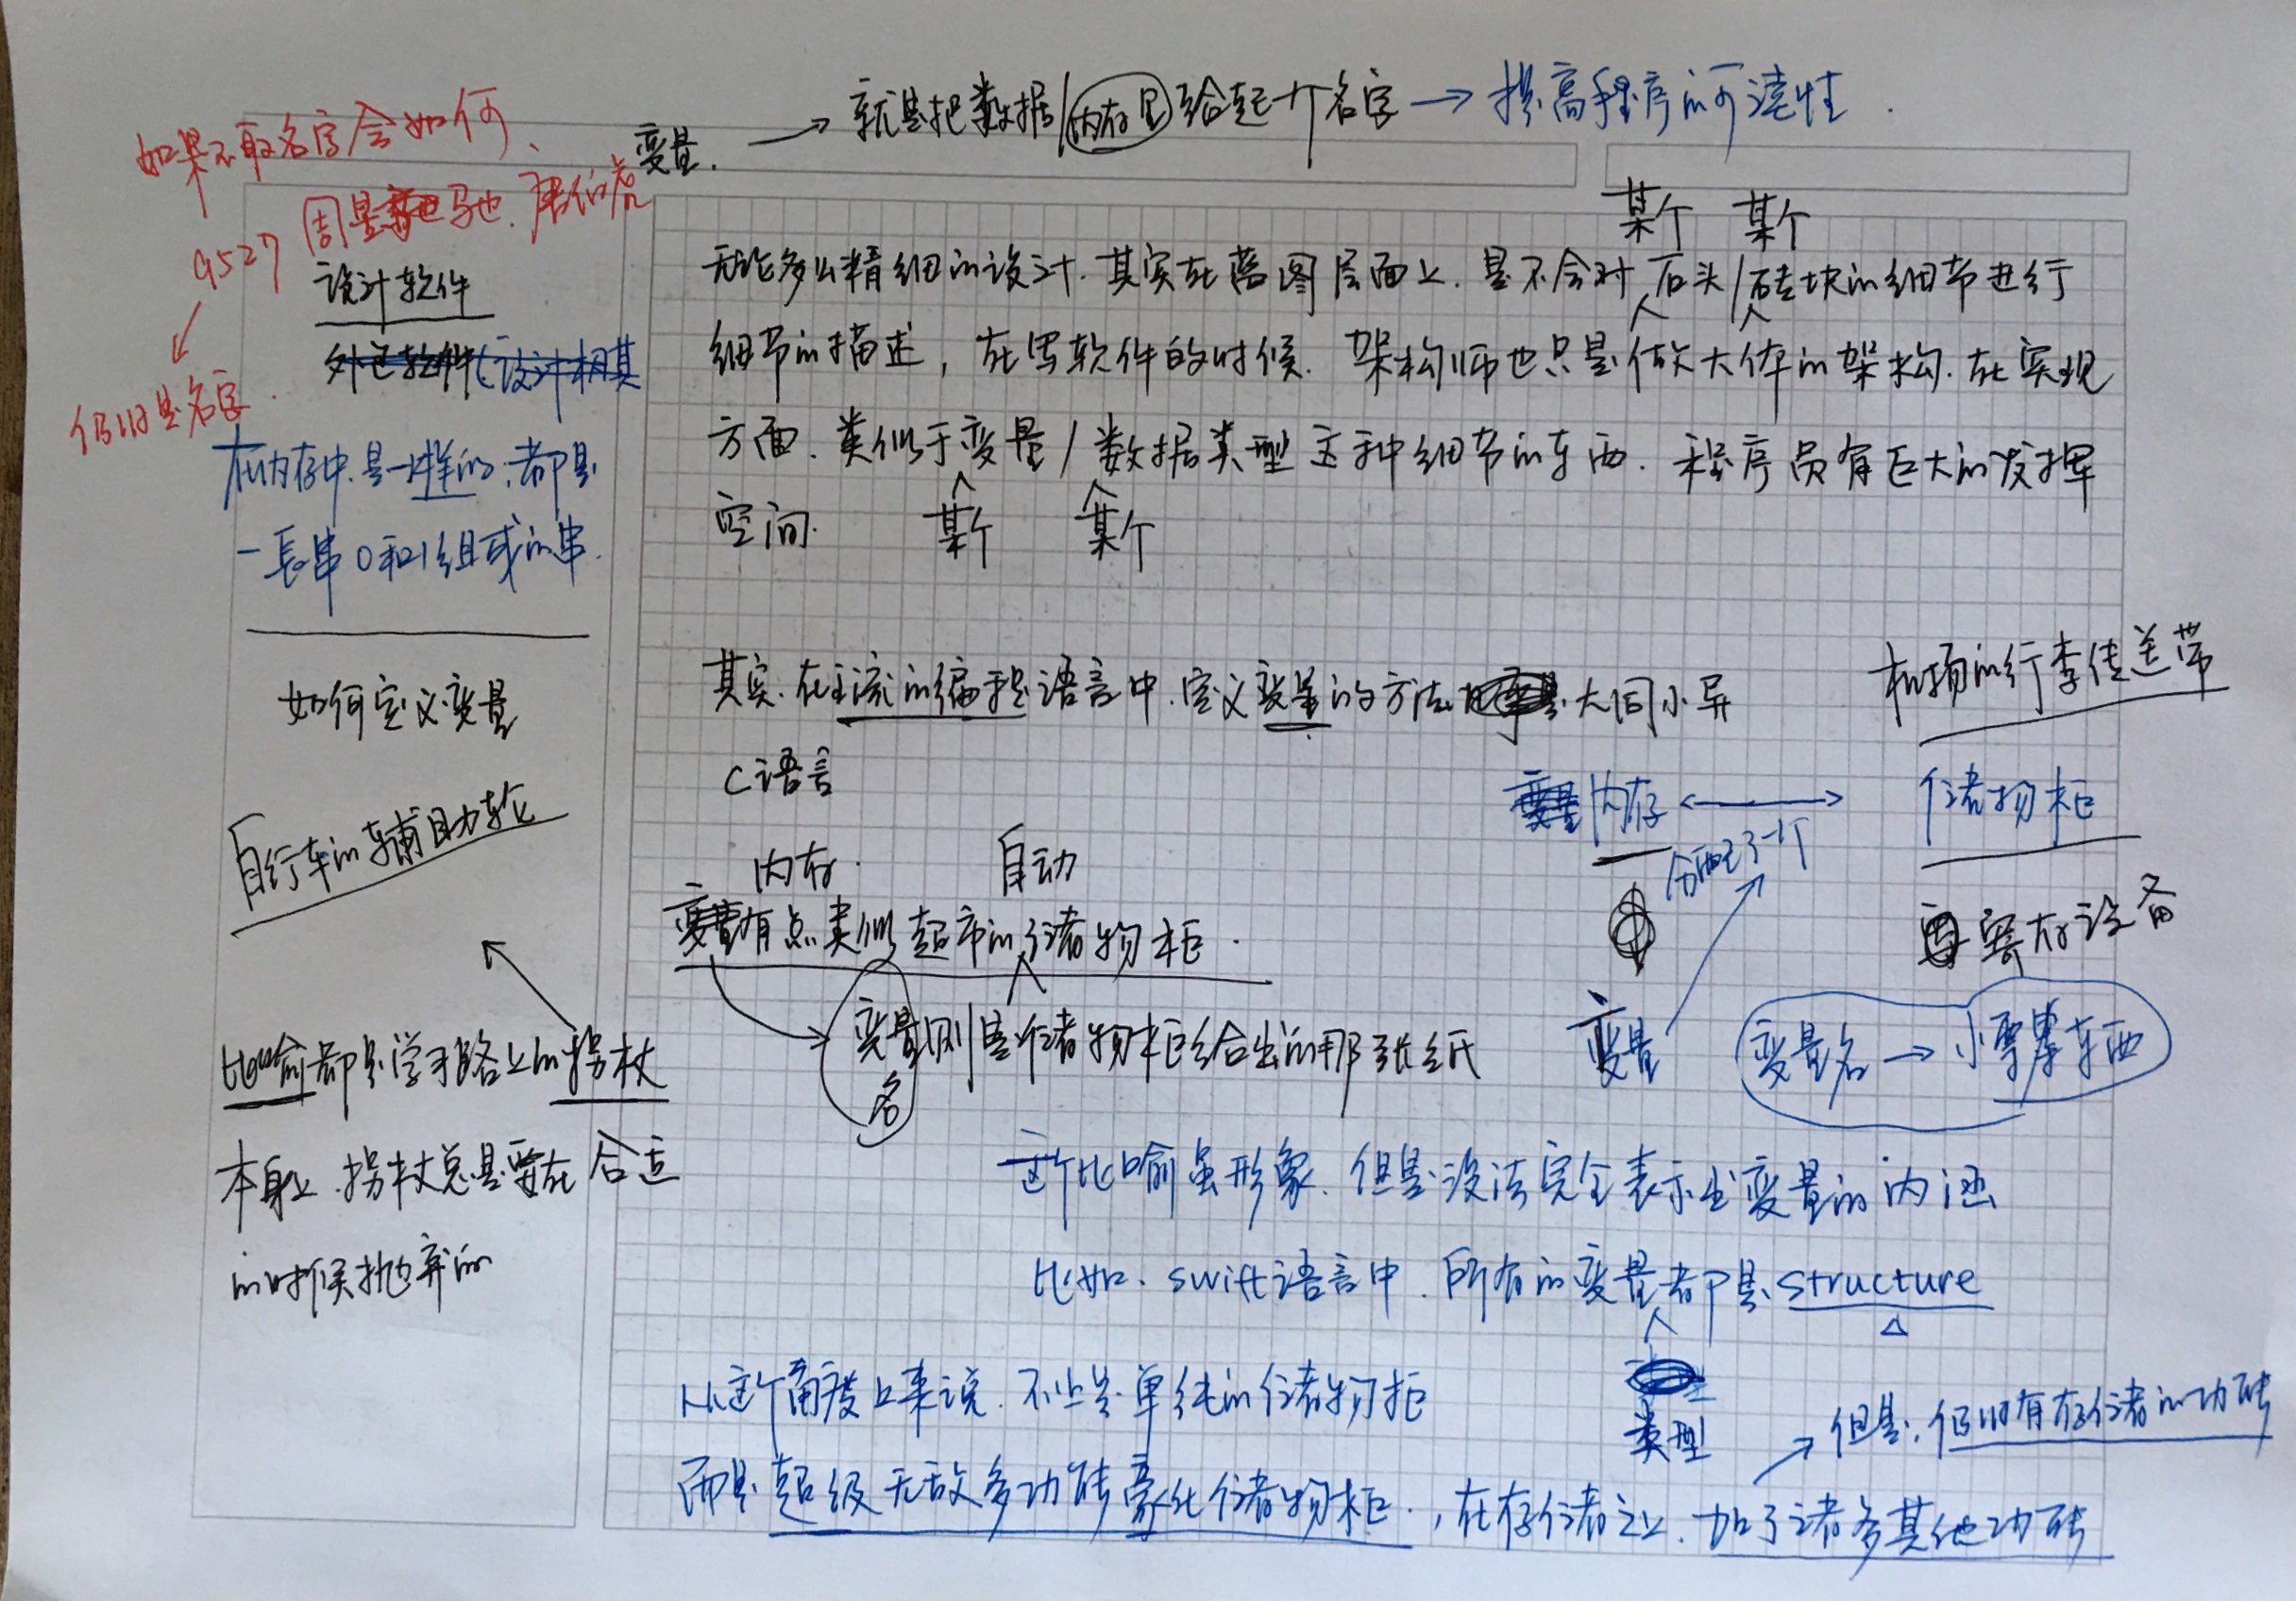 变量. → 就是把数据/内存里给起个名字 → 提高程序的可读性.
如果不取名字会如何、
9527 周星驰也. 唐伯虎
仍旧是名字.
设计软件
在内存中是一样的, 都是
一长串0和1组成的串.
如何定义变量
自行车的辅助轮
比喻都是学习路上的拐杖
本身上. 拐杖总是要在合适
的时候抛弃的
某个 某个
无论多么精细的设计. 其实在蓝图层面上. 是不会对石头/砖块的细节进行
细节的描述, 在写软件的时候. 架构师也只是做大体的架构. 在实现
方面. 类似于变量/数据类型这种细节的东西. 程序员有巨大的发挥
空间. 某个 某个
其实. 在主流的编程语言中. 定义变量的方法 大同小异
C语言
内存. 自动
有点类似超市的储物柜.
变量则是储物柜给出的那张纸
名
机场的行李传送带
内存 ←→ 储物柜
分配了一个
寄存设备
变量
变量名 → 小票 东西
这个比喻虽形象. 但是没法完全表示出变量的内涵
比如. swift语言中. 所有的变量都是structure
类型
从这个角度上来说. 不止是单纯的储物柜
而是超级无敌多功能豪华储物柜., 在存储之上. 加了诸多其他功能
但是. 仍旧有存储的功能